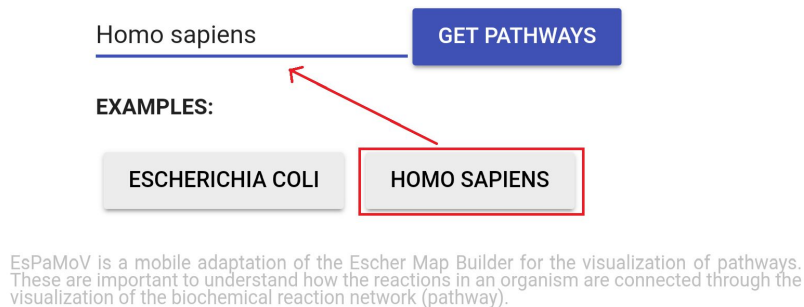 Homo sapiens GET PATHWAYS
EXAMPLES:
ESCHERICHIA COLI HOMO SAPIENS
EsPaMoV is a mobile adaptation of the Escher Map Builder for the visualization of pathways.
These are important to understand how the reactions in an organism are connected through the
visualization of the biochemical reaction network (pathway).